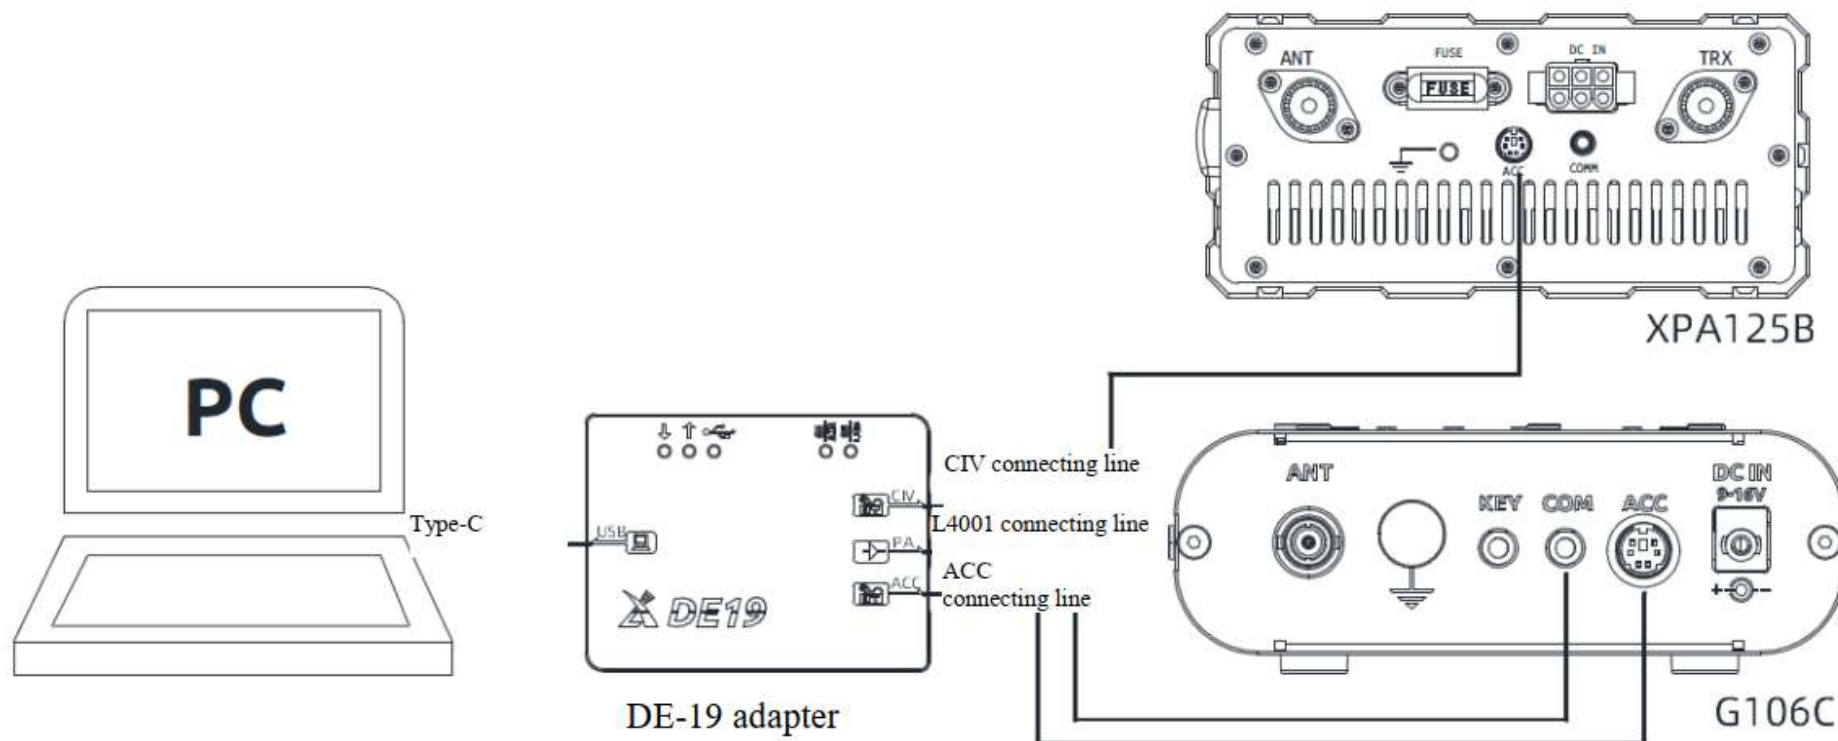 ANT
FUSE
FUSE
DC IN
TRX
ACC
COMM
XPA125B
PC
Type-C
USB
CIV
PA
ACC
DE19
DE-19 adapter
CIV connecting line
L4001 connecting line
ACC
connecting line
ANT
KEY
COM
ACC
DC IN
9-16V
+ -
G106C